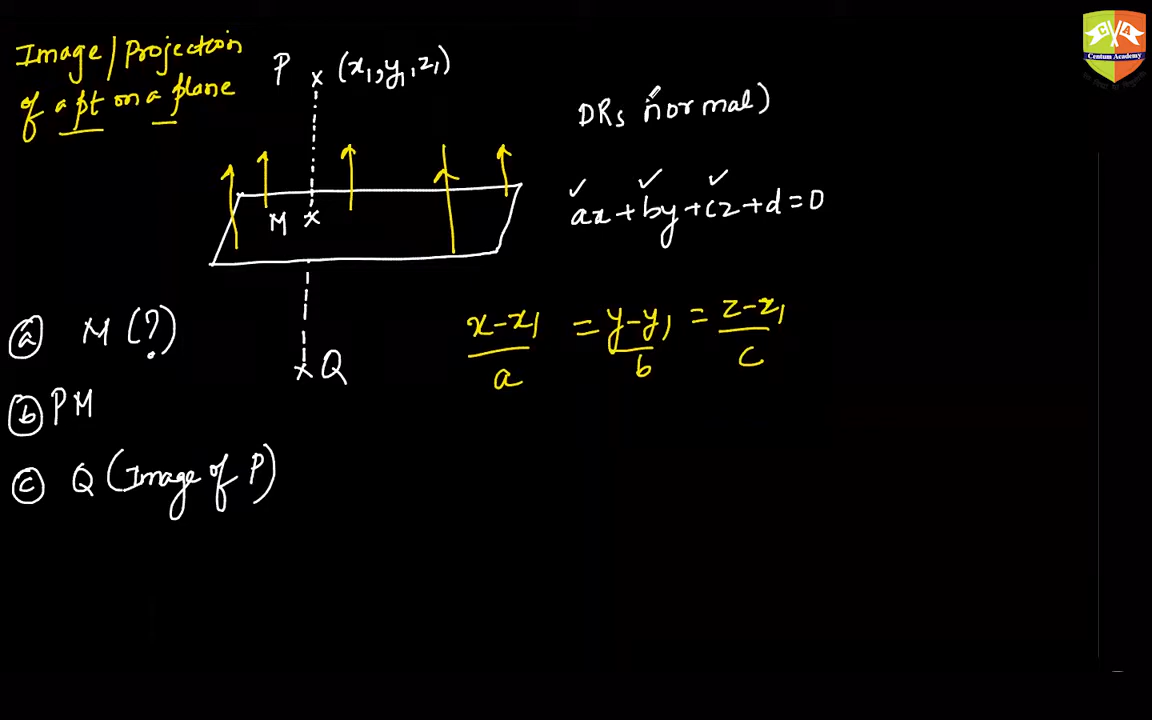 Image/Projection
of a pt on a plane
P × (x₁, y₁, z₁)
DRs normal)
ax+by+cz+d=0
M ×
(a) M (?)
x-x₁/a = y-y₁/b = z-z₁/c
× Q
(b) PM
(c) Q (Image of P)
C A
Centum Academy